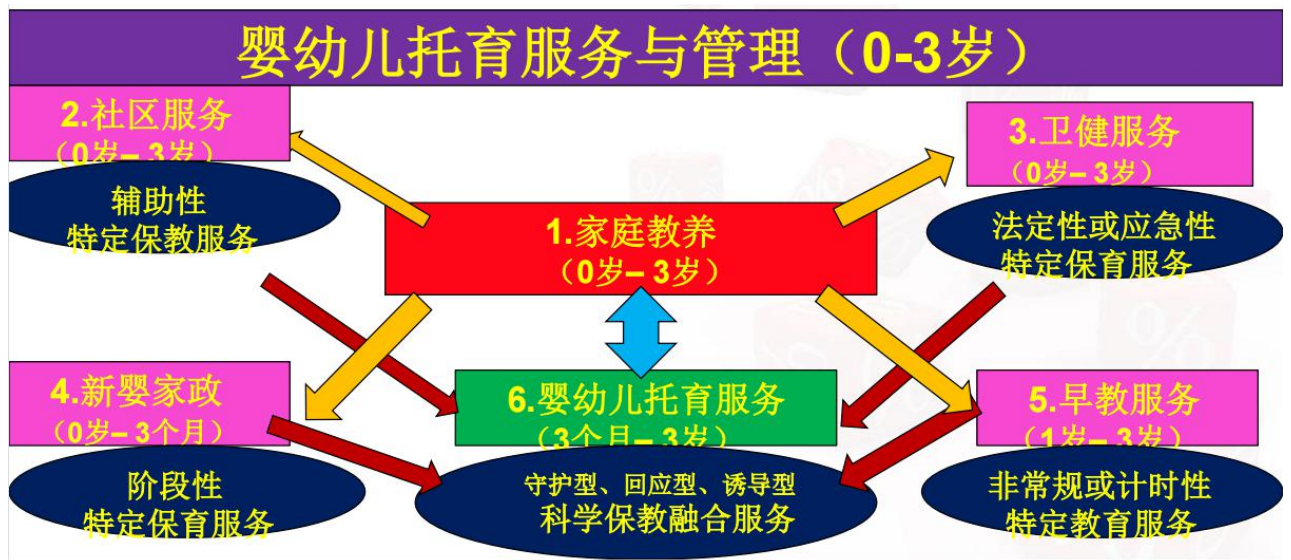 婴幼儿托育服务与管理（0-3岁）
2.社区服务
（0岁– 3岁）
辅助性
特定保教服务
3.卫健服务
（0岁– 3岁）
法定性或应急性
特定保育服务
1.家庭教养
（0岁– 3岁）
4.新婴家政
（0岁– 3个月）
阶段性
特定保育服务
6.婴幼儿托育服务
（3个月– 3岁）
守护型、回应型、诱导型
科学保教融合服务
5.早教服务
（1岁– 3岁）
非常规或计时性
特定教育服务